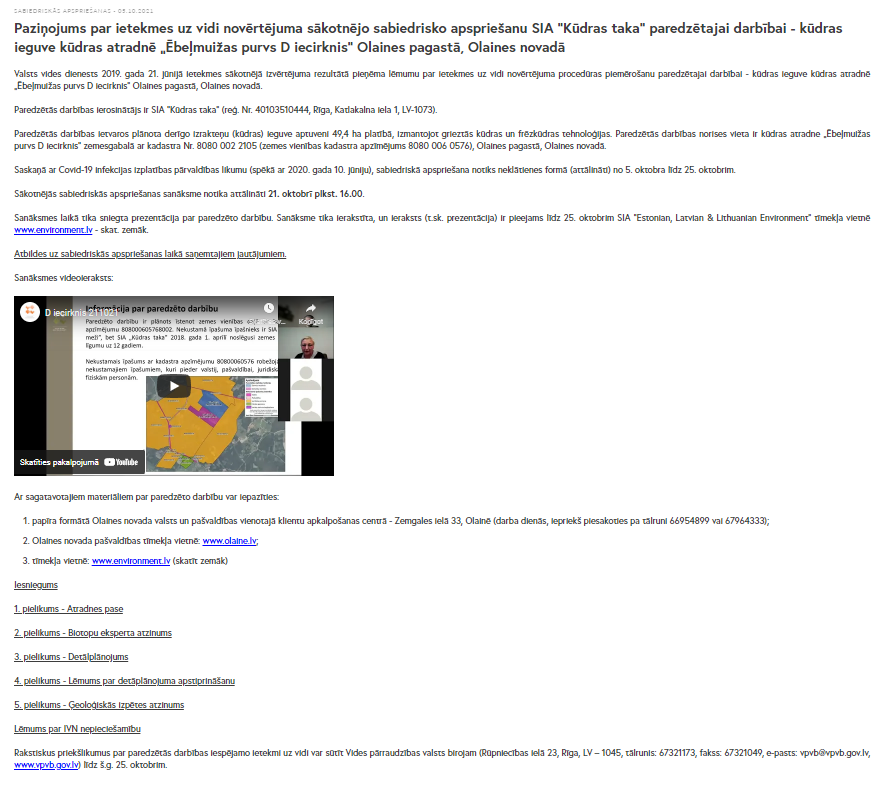 SABIEDRISKĀS APSPRIEŠANAS - 05.10.2021
Paziņojums par ietekmes uz vidi novērtējuma sākotnējo sabiedrisko apspriešanu SIA "Kūdras taka" paredzētajai darbībai - kūdras
ieguve kūdras atradnē „Ēbeļmuižas purvs D iecirknis" Olaines pagastā, Olaines novadā
Valsts vides dienests 2019. gada 21. jūnijā ietekmes sākotnējā izvērtējuma rezultātā pieņēma lēmumu par ietekmes uz vidi novērtējuma procedūras piemērošanu paredzētajai darbībai - kūdras ieguve kūdras atradnē
„Ēbeļmuižas purvs D iecirknis" Olaines pagastā, Olaines novadā.
Paredzētās darbības ierosinātājs ir SIA "Kūdras taka" (reģ. Nr. 40103510444, Rīga, Katlakalna iela 1, LV-1073).
Paredzētās darbības ietvaros plānota derīgo izrakteņu (kūdras) ieguve aptuveni 49,4 ha platībā, izmantojot grieztās kūdras un frēzkūdras tehnoloģijas. Paredzētās darbības norises vieta ir kūdras atradne „Ēbeļmuižas
purvs D iecirknis" zemesgabalā ar kadastra Nr. 8080 002 2105 (zemes vienības kadastra apzīmējums 8080 006 0576), Olaines pagastā, Olaines novadā.
Saskaņā ar Covid-19 infekcijas izplatības pārvaldības likumu (spēkā ar 2020. gada 10. jūniju), sabiedriskā apspriešana notiks neklātienes formā (attālināti) no 5. oktobra līdz 25. oktobrim.
Sākotnējās sabiedriskās apspriešanas sanāksme notika attālināti 21. oktobrī plkst. 16.00.
Sanāksmes laikā tika sniegta prezentācija par paredzēto darbību. Sanāksme tika ierakstīta, un ieraksts (t.sk. prezentācija) ir pieejams līdz 25. oktobrim SIA "Estonian, Latvian & Lithuanian Environment" tīmekļa vietnē
www.environment.lv - skat. zemāk.
Atbildes uz sabiedriskās apspriešanas laikā saņemtajiem jautājumiem.
Sanāksmes videoieraksts:
Informācija par paredzēto darbību
D iecirknis 211021
Kopīgot
Paredzēto darbību ir plānots īstenot zemes vienības
apzīmējumu 808000605768002. Nekustamā īpašuma īpašnieks ir SIA
meži", bet SIA „Kūdras taka" 2018. gada 1. aprīlī noslēgusi zemes
līgumu uz 12 gadiem.
Nekustamais īpašums ar kadastra apzīmējumu 80800060576 robežoj
nekustamajiem īpašumiem, kuri pieder valstij, pašvaldībai, juridisk
fiziskām personām.
Skatīties pakalpojumā YouTube
Ar sagatavotajiem materiāliem par paredzēto darbību var iepazīties:
1. papīra formātā Olaines novada valsts un pašvaldības vienotajā klientu apkalpošanas centrā - Zemgales ielā 33, Olainē (darba dienās, iepriekš piesakoties pa tālruni 66954899 vai 67964333);
2. Olaines novada pašvaldības tīmekļa vietnē: www.olaine.lv;
3. tīmekļa vietnē: www.environment.lv (skatīt zemāk)
Iesniegums
1. pielikums - Atradnes pase
2. pielikums - Biotopu eksperta atzinums
3. pielikums - Detālplānojums
4. pielikums - Lēmums par detāplānojuma apstiprināšanu
5. pielikums - Ģeoloģiskās izpētes atzinums
Lēmums par IVN nepieciešamību
Rakstiskus priekšlikumus par paredzētās darbības iespējamo ietekmi uz vidi var sūtīt Vides pārraudzības valsts birojam (Rūpniecības ielā 23, Rīga, LV – 1045, tālrunis: 67321173, fakss: 67321049, e-pasts: vpvb@vpvb.gov.lv,
www.vpvb.gov.lv) līdz š.g. 25. oktobrim.